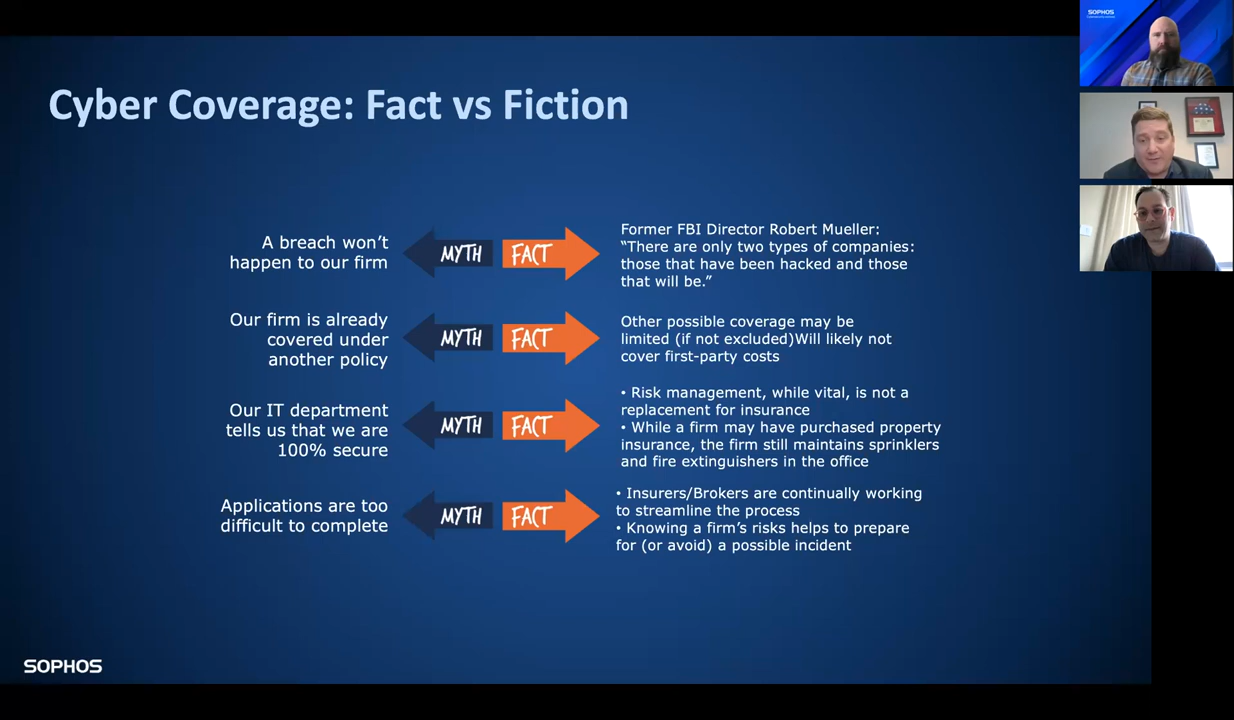 SOPHOS
Cyber Coverage: Fact vs Fiction
A breach won't
happen to our firm
MYTH
FACT
Former FBI Director Robert Mueller:
“There are only two types of companies:
those that have been hacked and those
that will be.”
Our firm is already
covered under
another policy
MYTH
FACT
Other possible coverage may be
limited (if not excluded)Will likely not
cover first-party costs
Our IT department
tells us that we are
100% secure
MYTH
FACT
• Risk management, while vital, is not a
replacement for insurance
• While a firm may have purchased property
insurance, the firm still maintains sprinklers
and fire extinguishers in the office
Applications are too
difficult to complete
MYTH
FACT
• Insurers/Brokers are continually working
to streamline the process
• Knowing a firm's risks helps to prepare
for (or avoid) a possible incident
SOPHOS